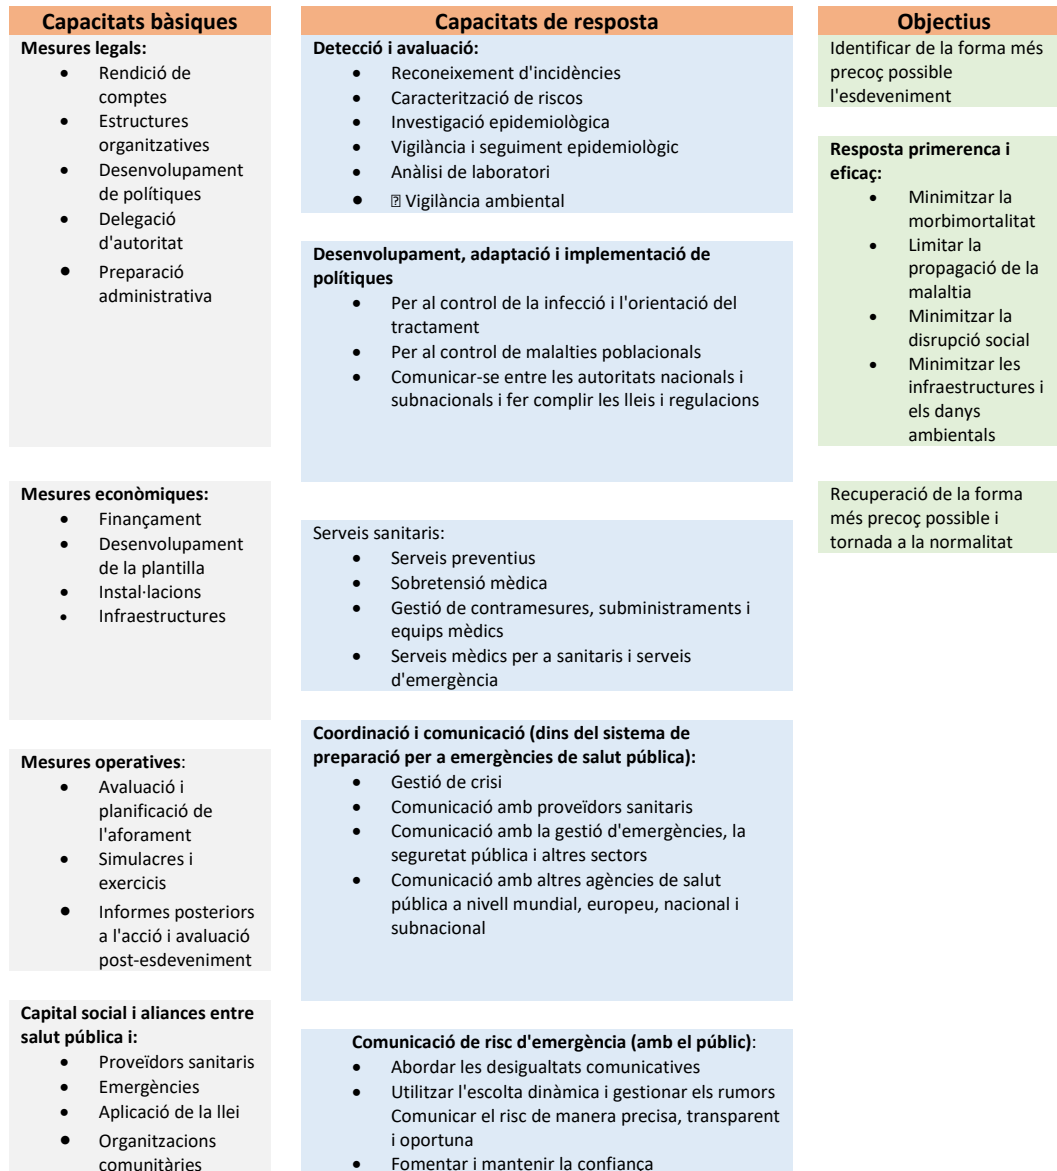 Capacitats bàsiques
Mesures legals:
• Rendició de
comptes
• Estructures
organitzatives
• Desenvolupament
de polítiques
• Delegació
d'autoritat
• Preparació
administrativa
Mesures econòmiques:
• Finançament
• Desenvolupament
de la plantilla
• Instal·lacions
• Infraestructures
Mesures operatives:
• Avaluació i
planificació de
l'aforament
• Simulacres i
exercicis
• Informes posteriors
a l'acció i avaluació
post-esdeveniment
Capital social i aliances entre
salut pública i:
• Proveïdors sanitaris
• Emergències
• Aplicació de la llei
• Organitzacions
comunitàries
Capacitats de resposta
Detecció i avaluació:
• Reconeixement d'incidències
• Caracterització de riscos
• Investigació epidemiològica
• Vigilància i seguiment epidemiològic
• Anàlisi de laboratori
• Vigilància ambiental
Desenvolupament, adaptació i implementació de
polítiques
• Per al control de la infecció i l'orientació del
tractament
• Per al control de malalties poblacionals
• Comunicar-se entre les autoritats nacionals i
subnacionals i fer complir les lleis i regulacions
Serveis sanitaris:
• Serveis preventius
• Sobretensió mèdica
• Gestió de contramesures, subministraments i
equips mèdics
• Serveis mèdics per a sanitaris i serveis
d'emergència
Coordinació i comunicació (dins del sistema de
preparació per a emergències de salut pública):
• Gestió de crisi
• Comunicació amb proveïdors sanitaris
• Comunicació amb la gestió d'emergències, la
seguretat pública i altres sectors
• Comunicació amb altres agències de salut
pública a nivell mundial, europeu, nacional i
subnacional
Comunicació de risc d'emergència (amb el públic):
• Abordar les desigualtats comunicatives
• Utilitzar l'escolta dinàmica i gestionar els rumors
Comunicar el risc de manera precisa, transparent
i oportuna
• Fomentar i mantenir la confiança
Objectius
Identificar de la forma més
precoç possible
l'esdeveniment
Resposta primerenca i
eficaç:
• Minimitzar la
morbimortalitat
• Limitar la
propagació de la
malaltia
• Minimitzar la
disrupció social
• Minimitzar les
infraestructures i
els danys
ambientals
Recuperació de la forma
més precoç possible i
tornada a la normalitat